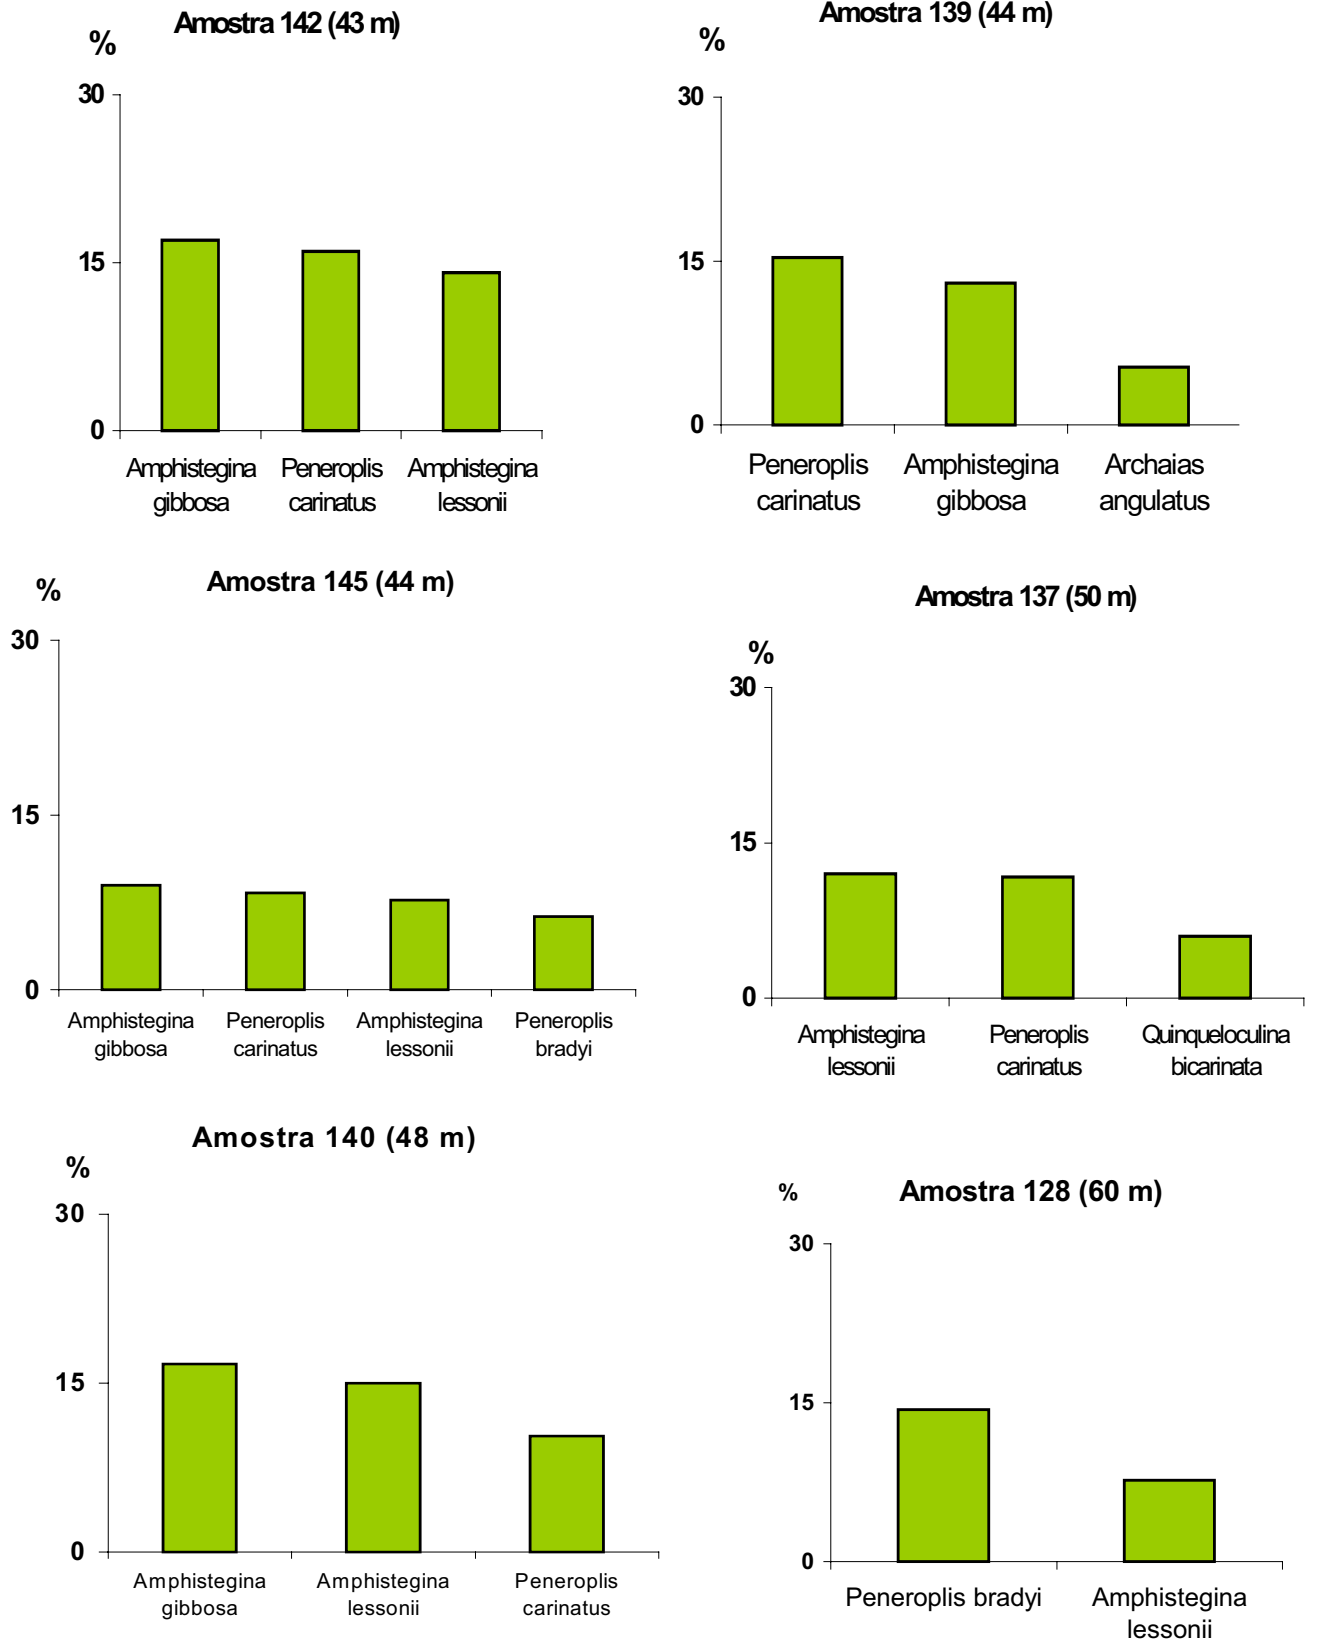 Amostra 142 (43 m)
%
30
15
0
Amphistegina
gibbosa
Peneroplis
carinatus
Amphistegina
lessonii
Amostra 139 (44 m)
%
30
15
0
Peneroplis
carinatus
Amphistegina
gibbosa
Archaias
angulatus
Amostra 145 (44 m)
%
30
15
0
Amphistegina
gibbosa
Peneroplis
carinatus
Amphistegina
lessonii
Peneroplis
bradyi
Amostra 137 (50 m)
%
30
15
0
Amphistegina
lessonii
Peneroplis
carinatus
Quinqueloculina
bicarinata
Amostra 140 (48 m)
%
30
15
0
Amphistegina
gibbosa
Amphistegina
lessonii
Peneroplis
carinatus
Amostra 128 (60 m)
%
30
15
0
Peneroplis bradyi
Amphistegina
lessonii